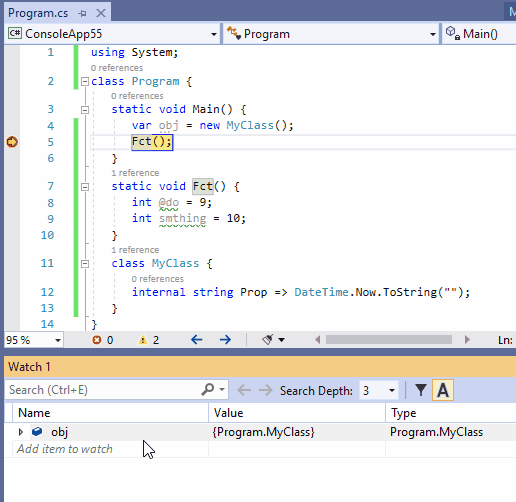 Program.cs
M
C# ConsoleApp55 Program Main()
1 using System;
0 references
2 class Program {
0 references
3 static void Main() {
4 var obj = new MyClass();
5 Fct();
6 }
1 reference
7 static void Fct() {
8 int @do = 9;
9 int smthing = 10;
10 }
1 reference
11 class MyClass {
0 references
12 internal string Prop => DateTime.Now.ToString("");
13 }
14 }
95 % 0 2 Ln:
Watch 1
Search (Ctrl+E) Search Depth: 3 A
Name Value Type
obj {Program.MyClass} Program.MyClass
Add item to watch